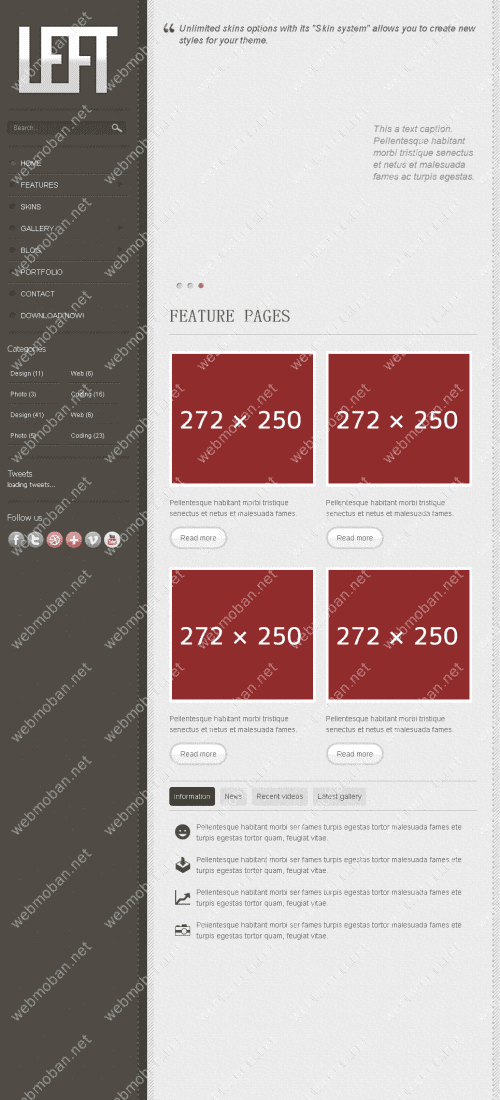 LEFT
Search...
HOME
FEATURES
SKINS
GALLERY
BLOG
PORTFOLIO
CONTACT
DOWNLOAD NOW!
Categories
Design (11) Web (6)
Photo (3) Coding (18)
Design (41) Web (6)
Photo (5) Coding (23)
Tweets
loading tweets...
Follow us
“ Unlimited skins options with its "Skin system" allows you to create new
styles for your theme.
This a text caption.
Pellentesque habitant
morbi tristique senectus
et netus et malesuada
fames ac turpis egestas.
FEATURE PAGES
272 × 250 272 × 250
Pellentesque habitant morbi tristique
senectus et netus et malesuada fames.
Pellentesque habitant morbi tristique
senectus et netus et malesuada fames.
Read more Read more
272 × 250 272 × 250
Pellentesque habitant morbi tristique
senectus et netus et malesuada fames.
Pellentesque habitant morbi tristique
senectus et netus et malesuada fames.
Read more Read more
Information News Recent videos Latest gallery
Pellentesque habitant morbi ser fames turpis egestas tortor malesuada fames ete
turpis egestas tortor quam, feugiat vitae.
Pellentesque habitant morbi ser fames turpis egestas tortor malesuada fames ete
turpis egestas tortor quam, feugiat vitae.
Pellentesque habitant morbi ser fames turpis egestas tortor malesuada fames ete
turpis egestas tortor quam, feugiat vitae.
Pellentesque habitant morbi ser fames turpis egestas tortor malesuada fames ete
turpis egestas tortor quam, feugiat vitae.
webmoban.net